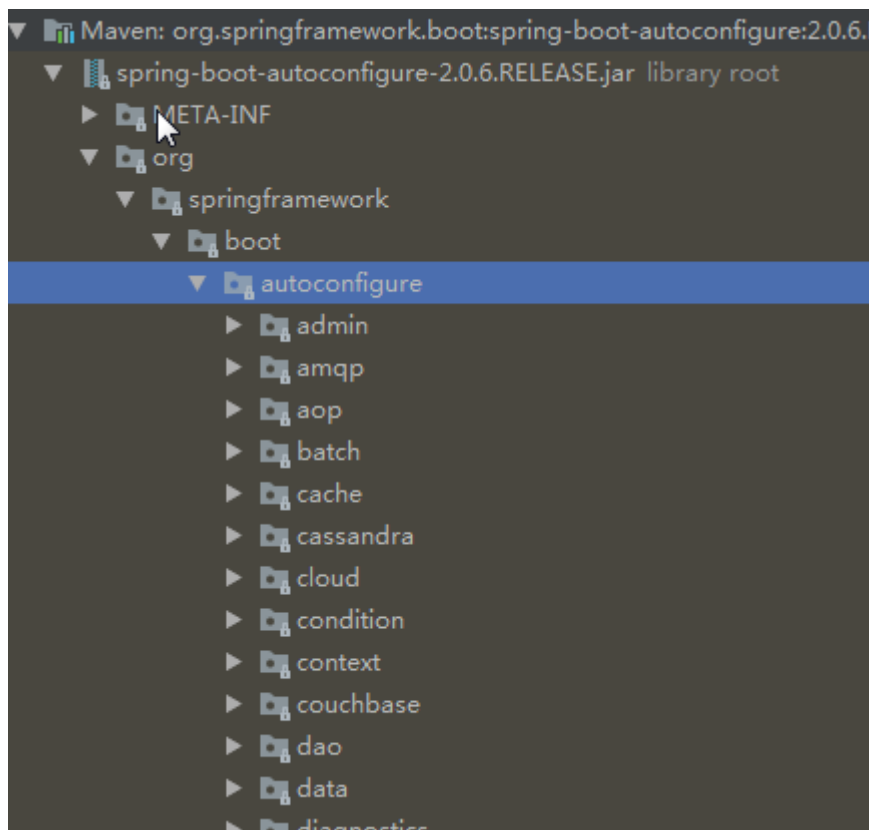 Maven: org.springframework.boot:spring-boot-autoconfigure:2.0.6.
spring-boot-autoconfigure-2.0.6.RELEASE.jar library root
META-INF
org
springframework
boot
autoconfigure
admin
amqp
aop
batch
cache
cassandra
cloud
condition
context
couchbase
dao
data
diagnostics